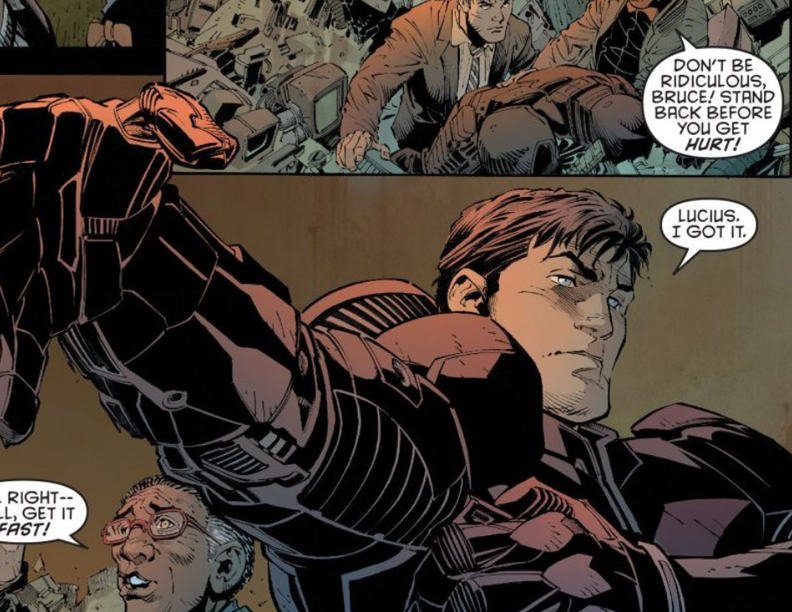 DON'T BE
RIDICULOUS,
BRUCE! STAND
BACK BEFORE
YOU GET
HURT!
LUCIUS.
I GOT IT.
RIGHT--
GET IT
FAST!